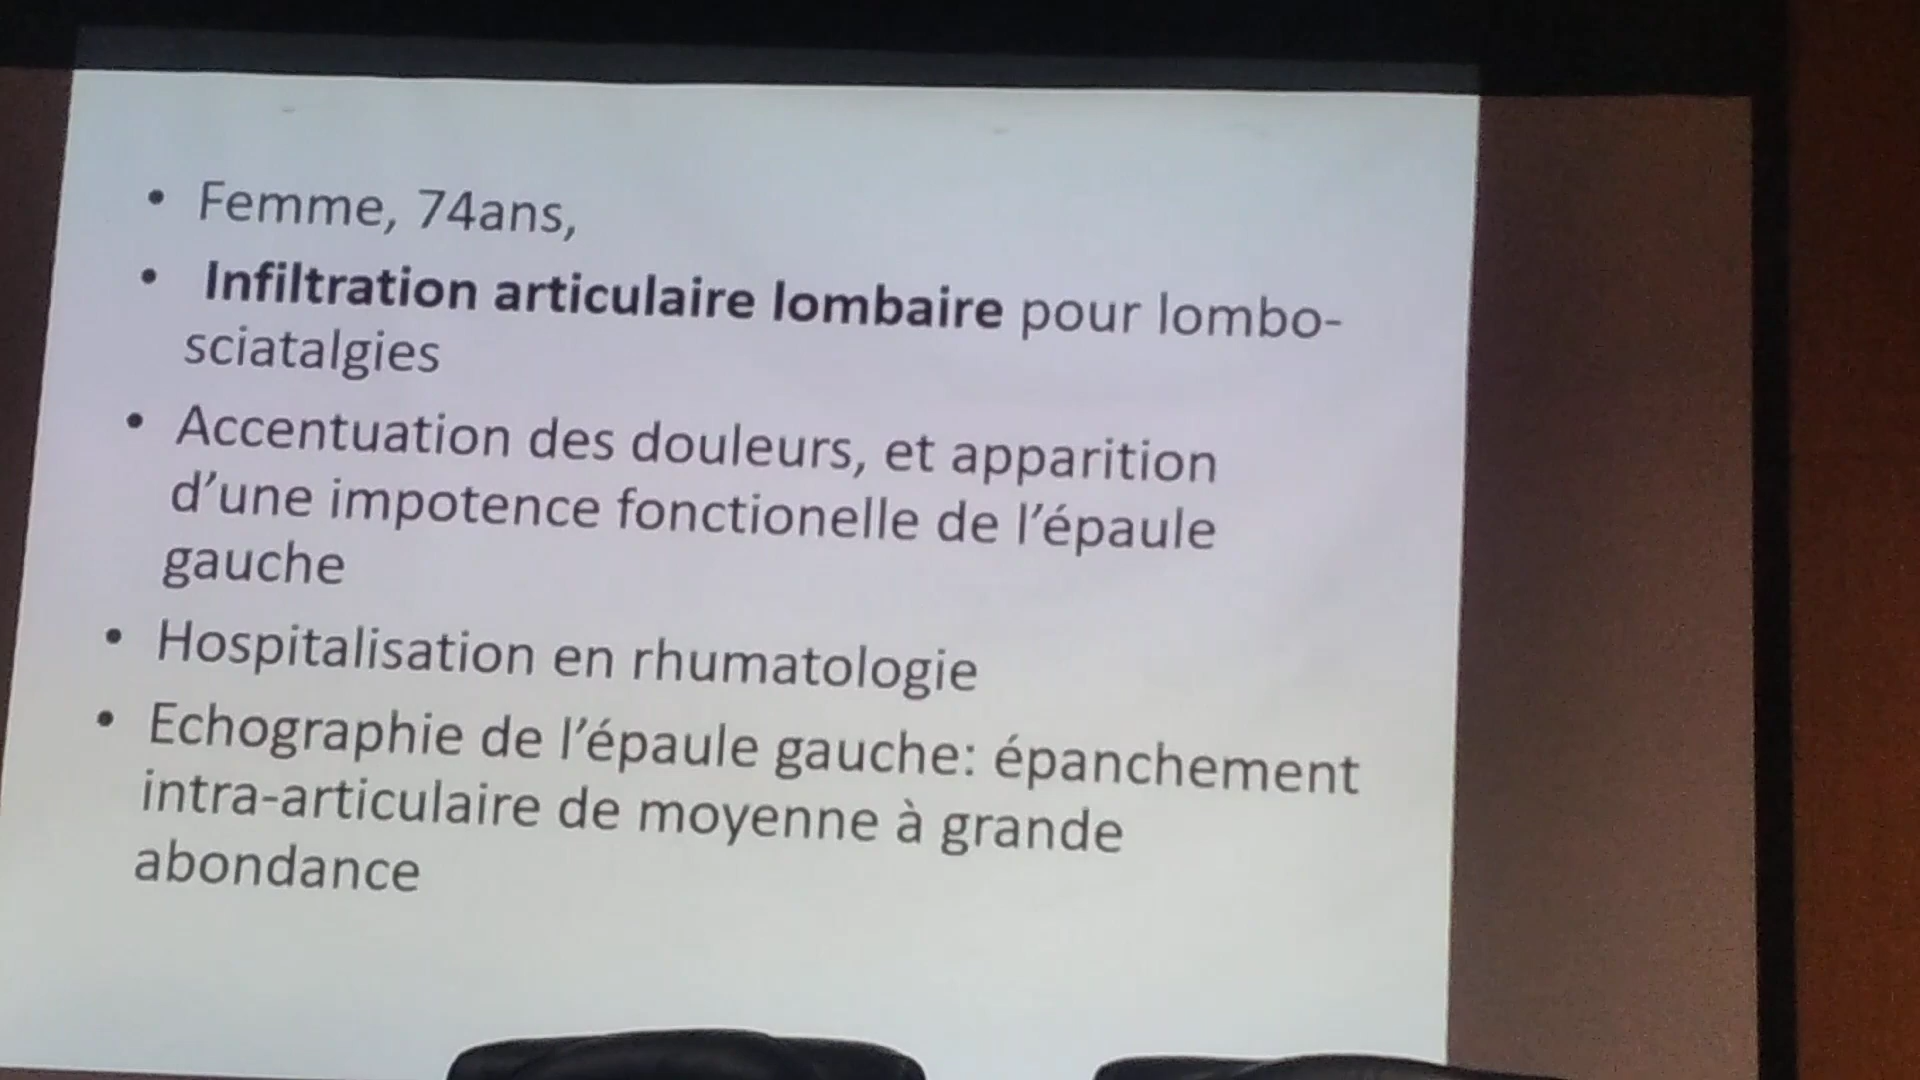 • Femme, 74ans,
• Infiltration articulaire lombaire pour lombo-
sciatalgies
• Accentuation des douleurs, et apparition
d'une impotence fonctionelle de l'épaule
gauche
• Hospitalisation en rhumatologie
• Echographie de l'épaule gauche: épanchement
intra-articulaire de moyenne à grande
abondance